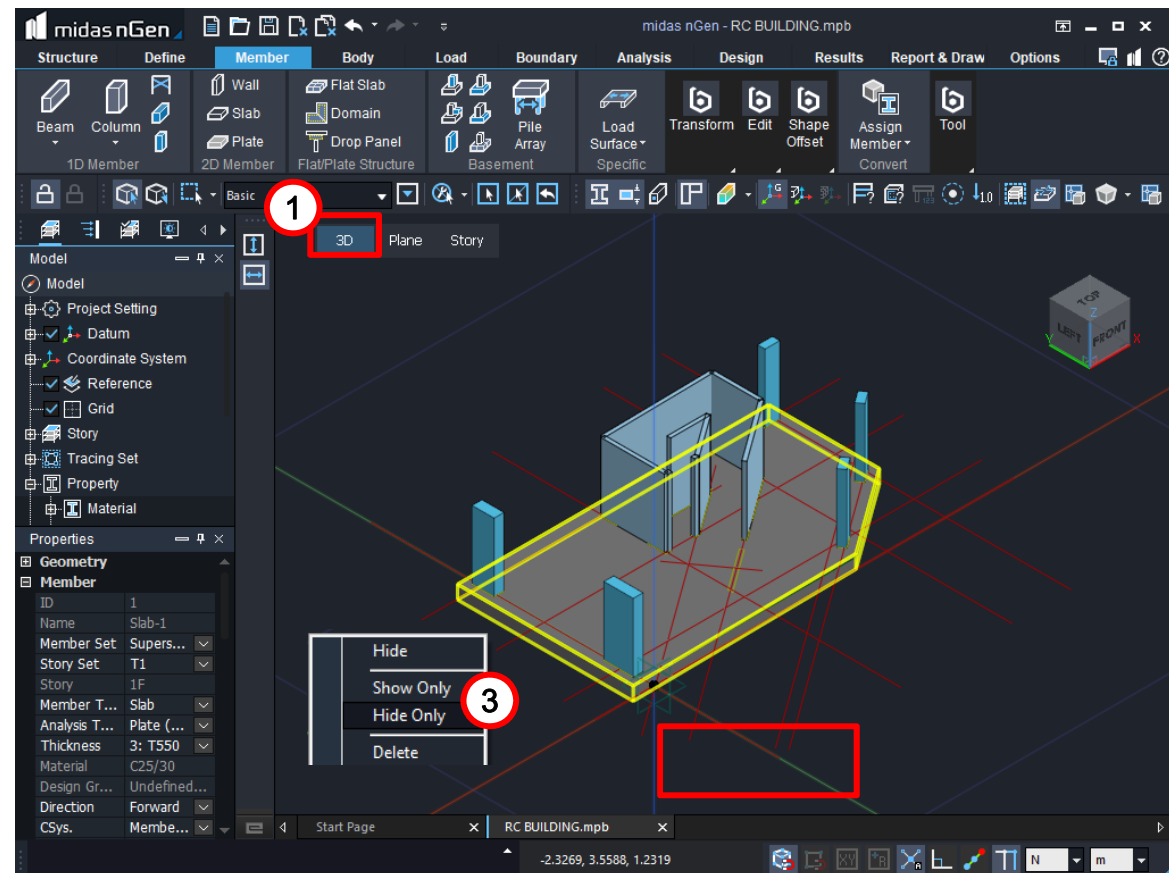 midas nGen
midas nGen - RC BUILDING.mpb
Structure Define Member Body Load Boundary Analysis Design Results Report & Draw Options
Wall Flat Slab
Slab Domain
Plate Drop Panel
Beam Column
Pile Array
Load Surface
Transform Edit Shape Offset
Assign Member
Tool
1D Member 2D Member Flat/Plate Structure Basement Specific Convert
Basic
1
3D Plane Story
Model
Model
Project Setting
Datum
Coordinate System
Reference
Grid
Story
Tracing Set
Property
Material
TOP
LEFT
FRONT
Z
Y
X
Properties
Geometry
Member
ID 1
Name Slab-1
Member Set Supers...
Story Set T1
Story 1F
Member T... Slab
Analysis T... Plate (...
Thickness 3: T550
Material C25/30
Design Gr... Undefined...
Direction Forward
CSys. Membe...
Hide
Show Only
3
Hide Only
Delete
Start Page RC BUILDING.mpb
-2.3269, 3.5588, 1.2319
N m